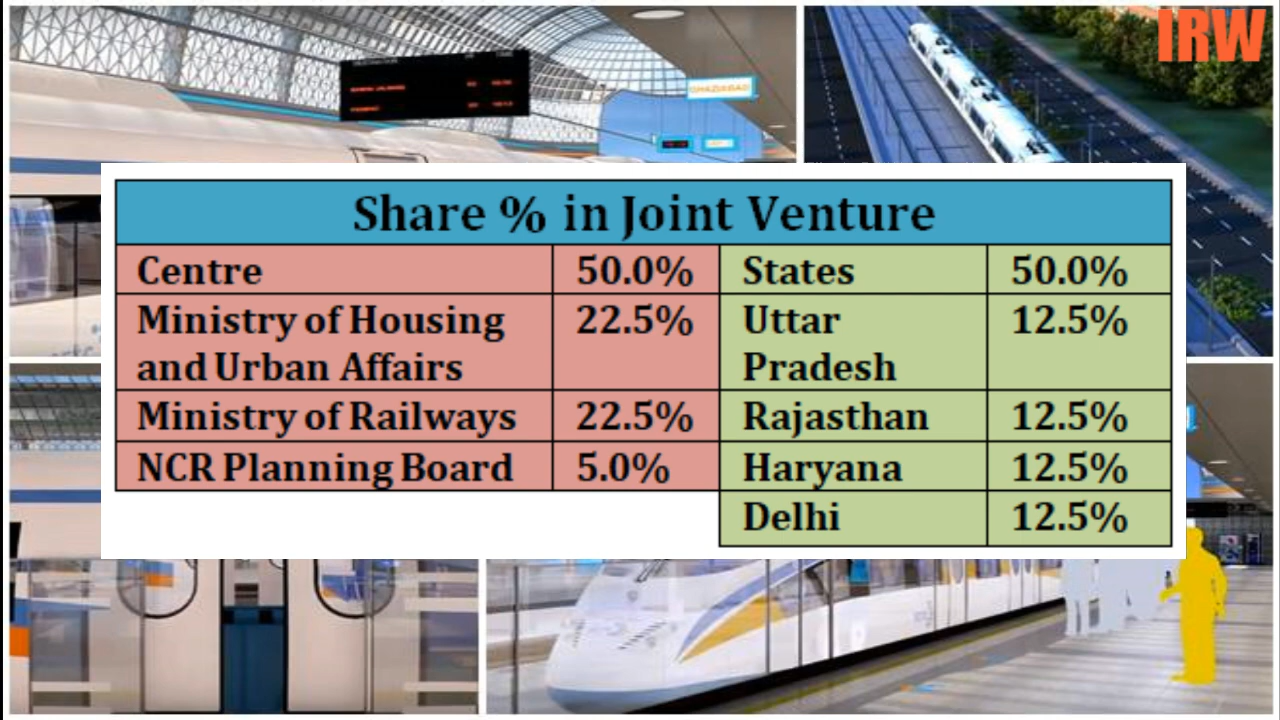 IRW
GHAZIABAD
Share % in Joint Venture
Centre 50.0% States 50.0%
Ministry of Housing and Urban Affairs 22.5% Uttar Pradesh 12.5%
Ministry of Railways 22.5% Rajasthan 12.5%
NCR Planning Board 5.0% Haryana 12.5%
Delhi 12.5%